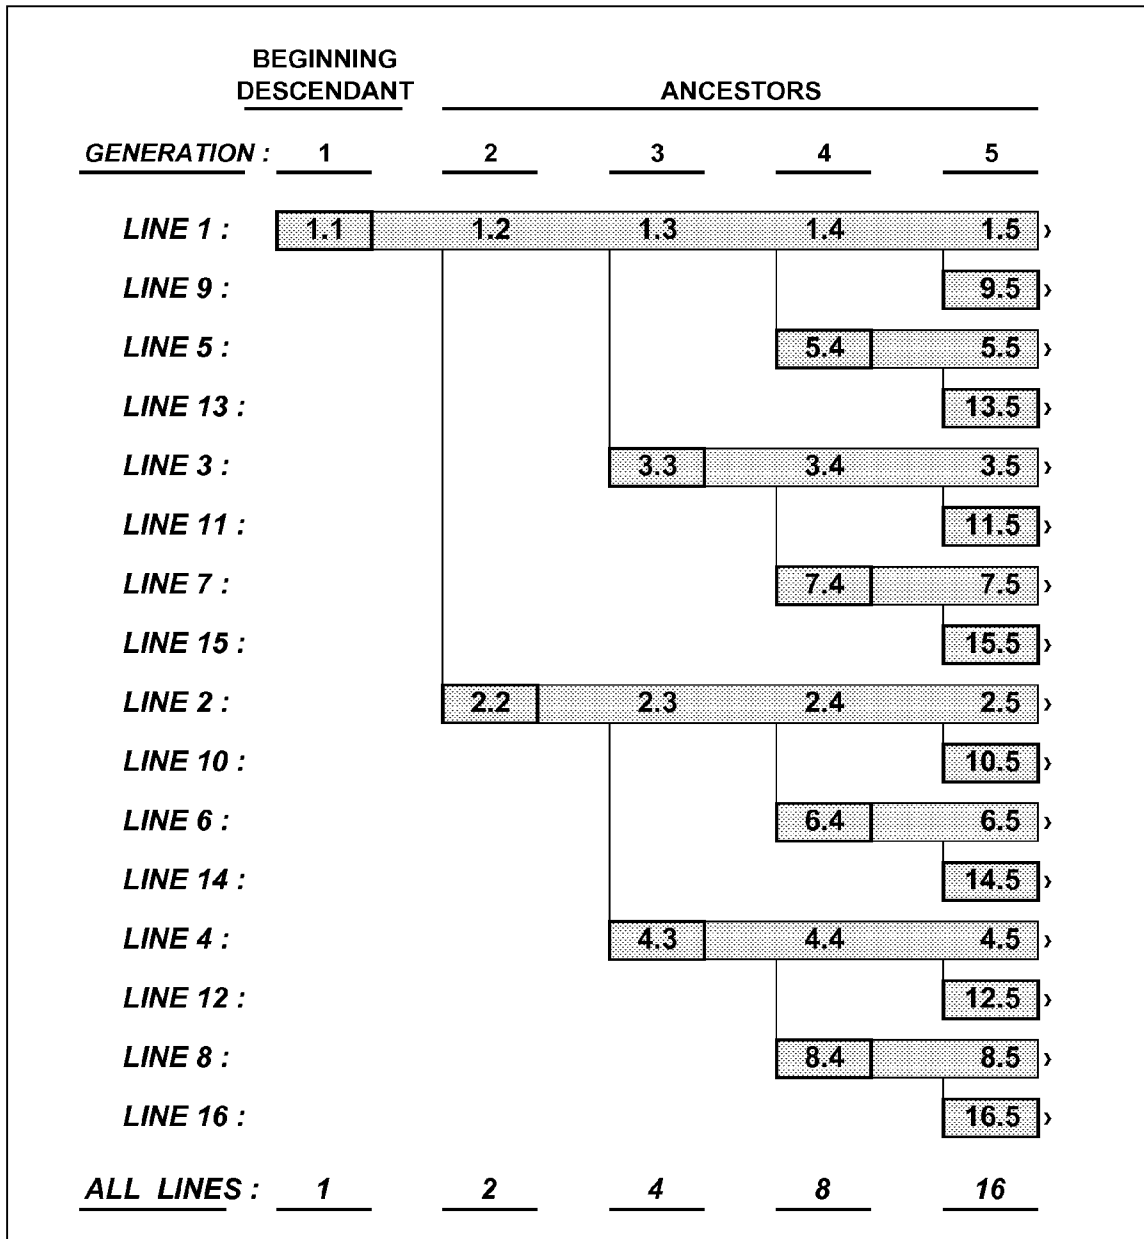 BEGINNING
DESCENDANT ANCESTORS
GENERATION : 1 2 3 4 5
LINE 1 : 1.1 1.2 1.3 1.4 1.5 ›
LINE 9 : 9.5 ›
LINE 5 : 5.4 5.5 ›
LINE 13 : 13.5 ›
LINE 3 : 3.3 3.4 3.5 ›
LINE 11 : 11.5 ›
LINE 7 : 7.4 7.5 ›
LINE 15 : 15.5 ›
LINE 2 : 2.2 2.3 2.4 2.5 ›
LINE 10 : 10.5 ›
LINE 6 : 6.4 6.5 ›
LINE 14 : 14.5 ›
LINE 4 : 4.3 4.4 4.5 ›
LINE 12 : 12.5 ›
LINE 8 : 8.4 8.5 ›
LINE 16 : 16.5 ›
ALL LINES : 1 2 4 8 16